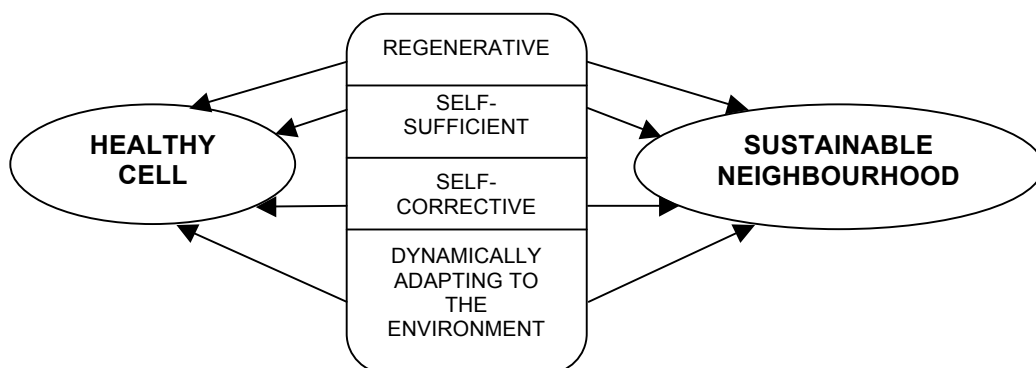 REGENERATIVE
SELF-
SUFFICIENT
HEALTHY
CELL
SUSTAINABLE
NEIGHBOURHOOD
SELF-
CORRECTIVE
DYNAMICALLY
ADAPTING TO
THE
ENVIRONMENT